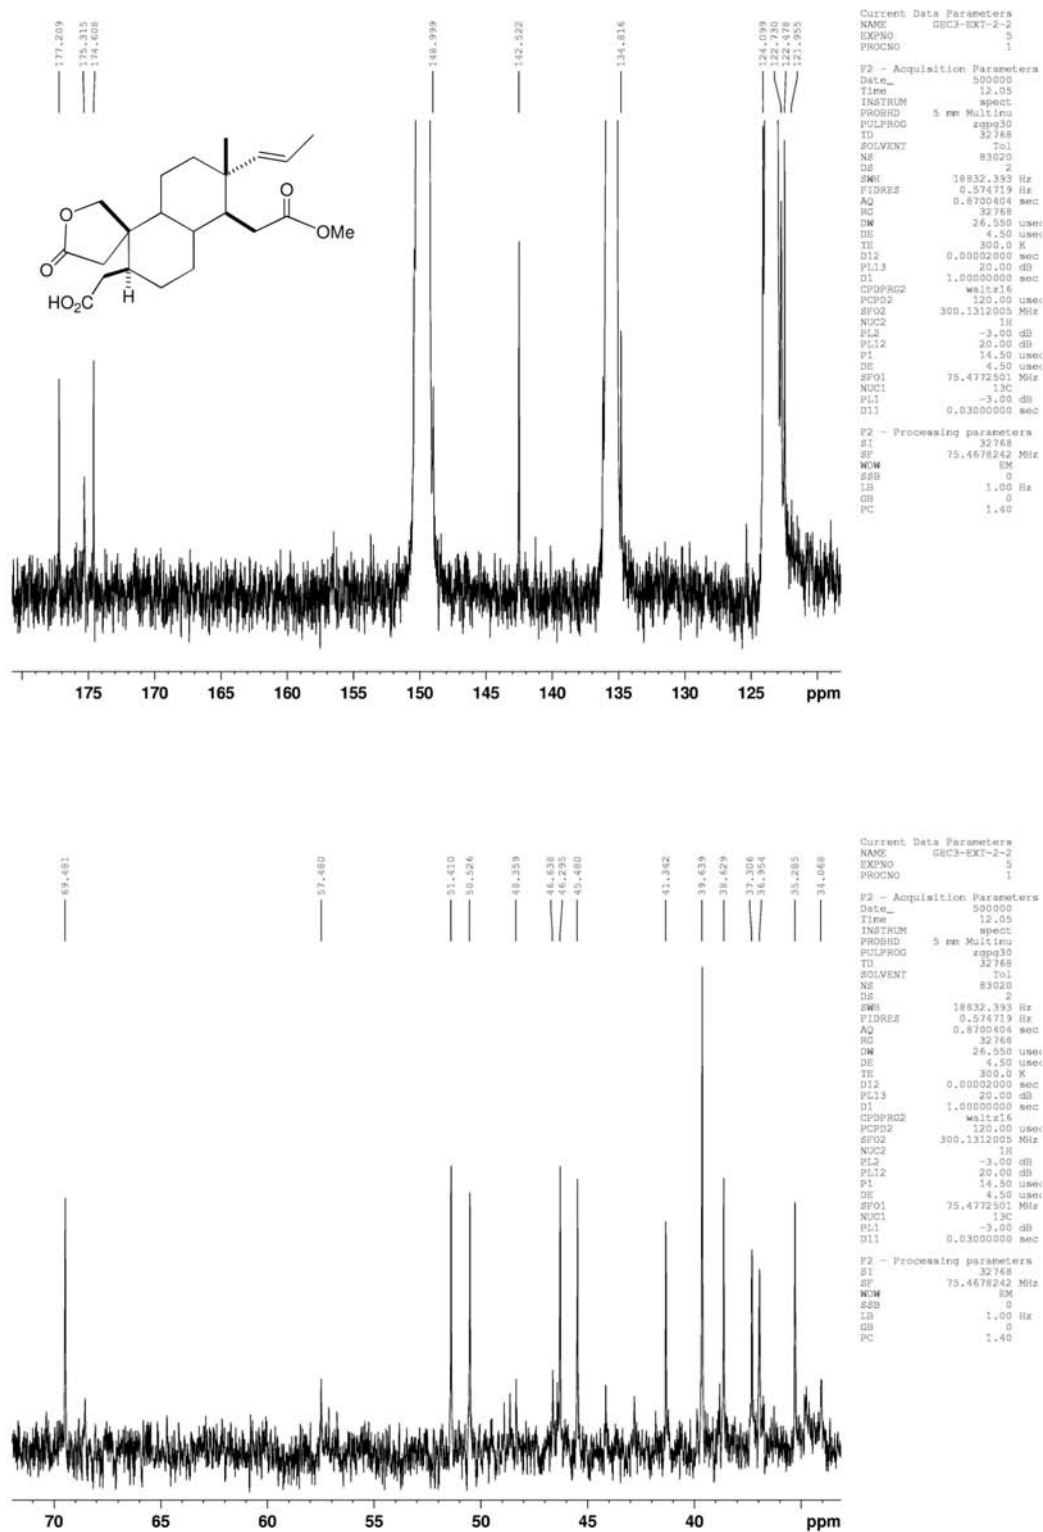 177.209
175.315
174.608
148.999
142.522
134.816
124.099
122.730
122.478
121.955
O
O
O
OMe
HO2C
H
175 170 165 160 155 150 145 140 135 130 125 ppm
Current Data Parameters
NAME GEC3-EXT-2-2
EXPNO 5
PROCNO 1
F2 - Acquisition Parameters
Date_ 500000
Time 12.05
INSTRUM spect
PROBHD 5 mm Multinu
PULPROG zgpg30
TD 32768
SOLVENT Tol
NS 83020
DS 2
SWH 18832.393 Hz
FIDRES 0.574719 Hz
AQ 0.8700404 sec
RG 32768
DW 26.550 usec
DE 4.50 usec
TE 300.0 K
D12 0.00002000 sec
PL13 20.00 dB
D1 1.00000000 sec
CPDPRG2 waltz16
PCPD2 120.00 usec
SFO2 300.1312005 MHz
NUC2 1H
PL2 -3.00 dB
PL12 20.00 dB
P1 14.50 usec
DE 4.50 usec
SFO1 75.4772501 MHz
NUC1 13C
PL1 -3.00 dB
D11 0.03000000 sec
F2 - Processing parameters
SI 32768
SF 75.4678242 MHz
WDW EM
SSB 0
LB 1.00 Hz
GB 0
PC 1.40
69.481
57.480
51.410
50.526
48.359
46.638
46.295
45.480
41.342
39.639
38.629
37.306
36.954
35.285
34.068
70 65 60 55 50 45 40 ppm
Current Data Parameters
NAME GEC3-EXT-2-2
EXPNO 5
PROCNO 1
F2 - Acquisition Parameters
Date_ 500000
Time 12.05
INSTRUM spect
PROBHD 5 mm Multinu
PULPROG zgpg30
TD 32768
SOLVENT Tol
NS 83020
DS 2
SWH 18832.393 Hz
FIDRES 0.574719 Hz
AQ 0.8700404 sec
RG 32768
DW 26.550 usec
DE 4.50 usec
TE 300.0 K
D12 0.00002000 sec
PL13 20.00 dB
D1 1.00000000 sec
CPDPRG2 waltz16
PCPD2 120.00 usec
SFO2 300.1312005 MHz
NUC2 1H
PL2 -3.00 dB
PL12 20.00 dB
P1 14.50 usec
DE 4.50 usec
SFO1 75.4772501 MHz
NUC1 13C
PL1 -3.00 dB
D11 0.03000000 sec
F2 - Processing parameters
SI 32768
SF 75.4678242 MHz
WDW EM
SSB 0
LB 1.00 Hz
GB 0
PC 1.40